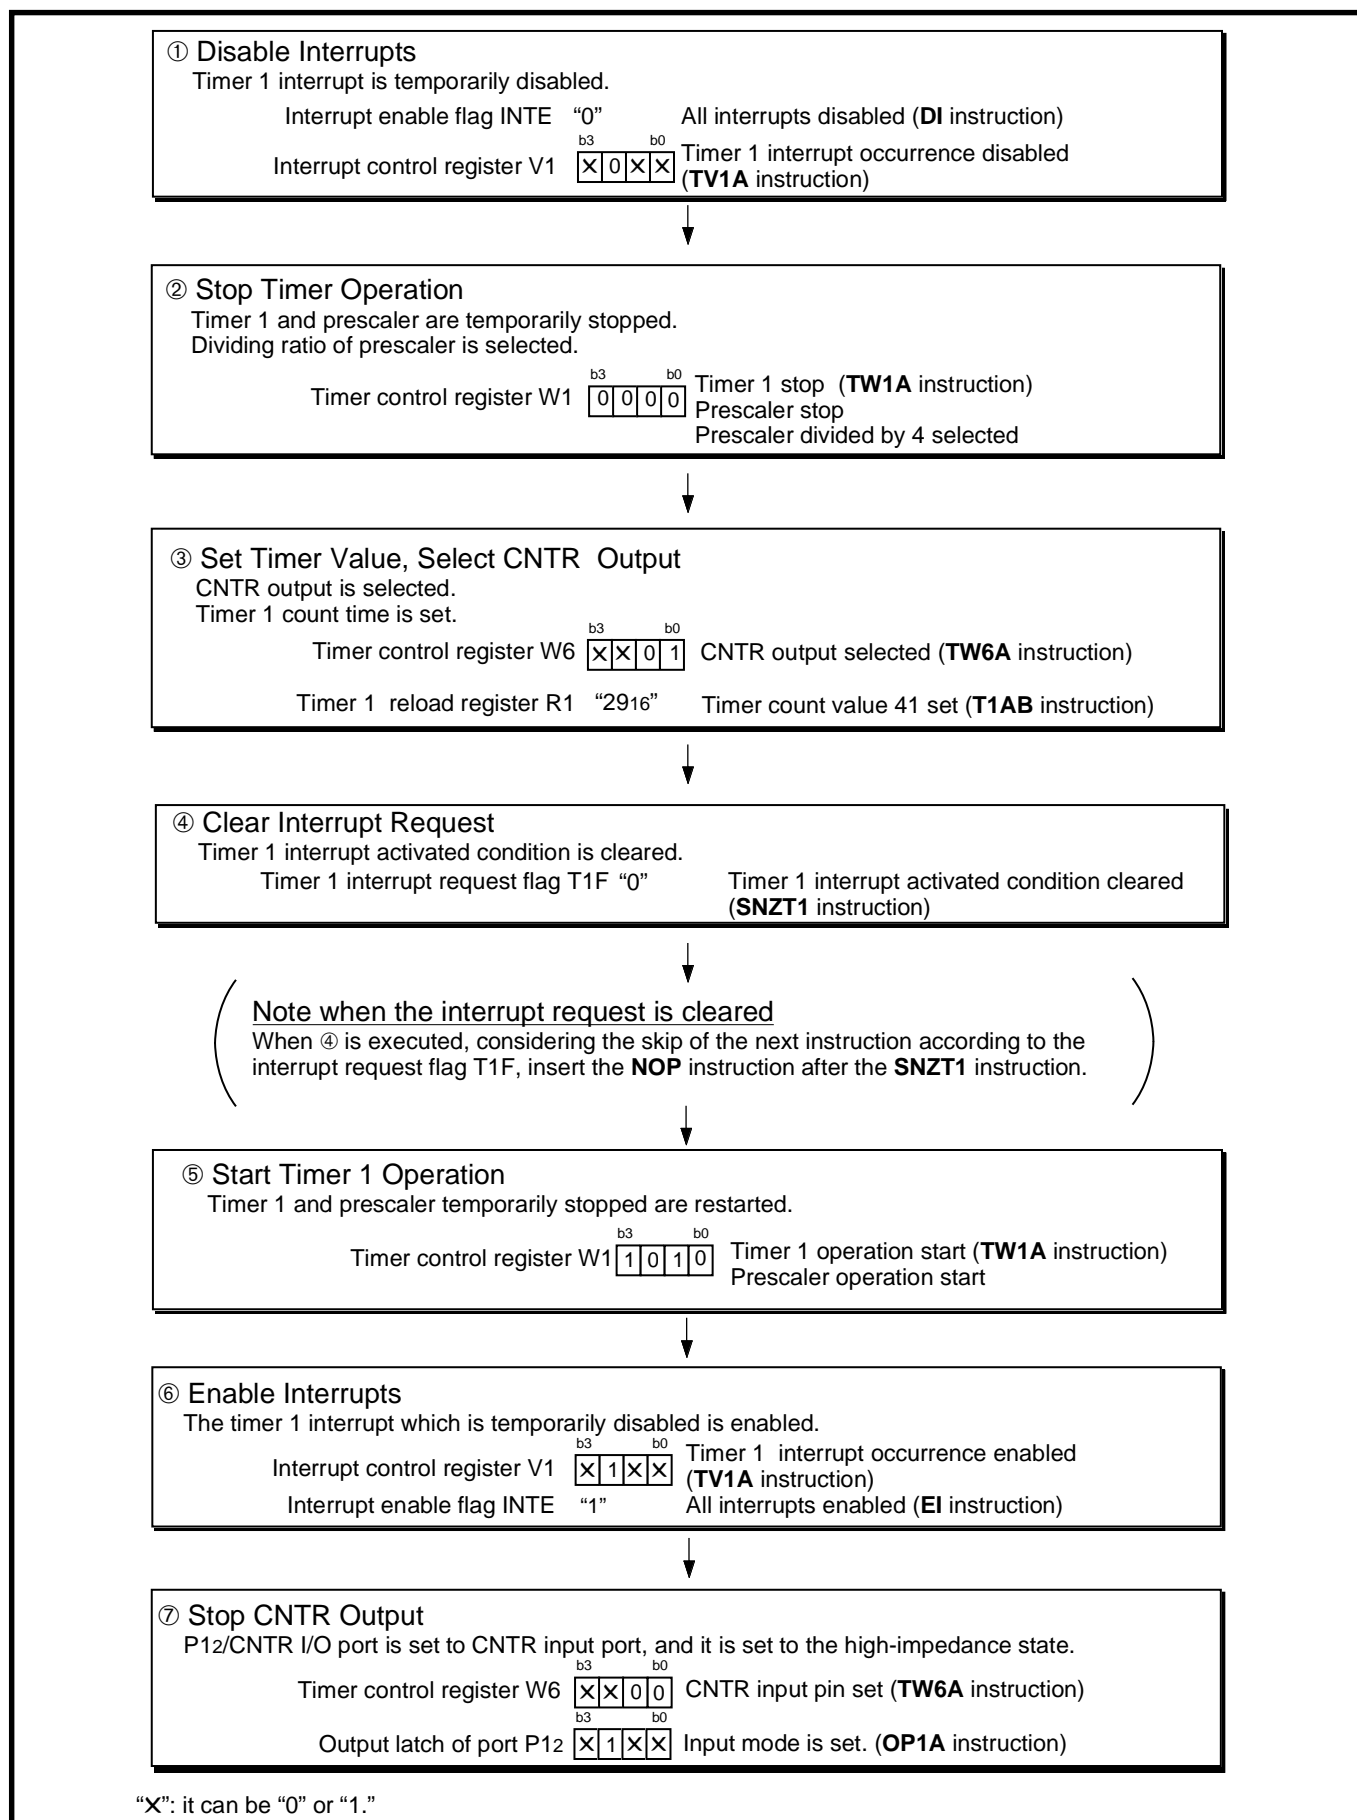 ① Disable Interrupts
Timer 1 interrupt is temporarily disabled.
Interrupt enable flag INTE “0” All interrupts disabled (DI instruction)
b3 b0
Interrupt control register V1 X 0 X X Timer 1 interrupt occurrence disabled
(TV1A instruction)
② Stop Timer Operation
Timer 1 and prescaler are temporarily stopped.
Dividing ratio of prescaler is selected.
b3 b0
Timer control register W1 0 0 0 0 Timer 1 stop (TW1A instruction)
Prescaler stop
Prescaler divided by 4 selected
③ Set Timer Value, Select CNTR Output
CNTR output is selected.
Timer 1 count time is set.
b3 b0
Timer control register W6 X X 0 1 CNTR output selected (TW6A instruction)
Timer 1 reload register R1 “2916” Timer count value 41 set (T1AB instruction)
④ Clear Interrupt Request
Timer 1 interrupt activated condition is cleared.
Timer 1 interrupt request flag T1F “0” Timer 1 interrupt activated condition cleared
(SNZT1 instruction)
Note when the interrupt request is cleared
When ④ is executed, considering the skip of the next instruction according to the
interrupt request flag T1F, insert the NOP instruction after the SNZT1 instruction.
⑤ Start Timer 1 Operation
Timer 1 and prescaler temporarily stopped are restarted.
b3 b0
Timer control register W1 1 0 1 0 Timer 1 operation start (TW1A instruction)
Prescaler operation start
⑥ Enable Interrupts
The timer 1 interrupt which is temporarily disabled is enabled.
b3 b0
Interrupt control register V1 X 1 X X Timer 1 interrupt occurrence enabled
(TV1A instruction)
Interrupt enable flag INTE “1” All interrupts enabled (EI instruction)
⑦ Stop CNTR Output
P12/CNTR I/O port is set to CNTR input port, and it is set to the high-impedance state.
b3 b0
Timer control register W6 X X 0 0 CNTR input pin set (TW6A instruction)
b3 b0
Output latch of port P12 X 1 X X Input mode is set. (OP1A instruction)
“X”: it can be “0” or “1.”